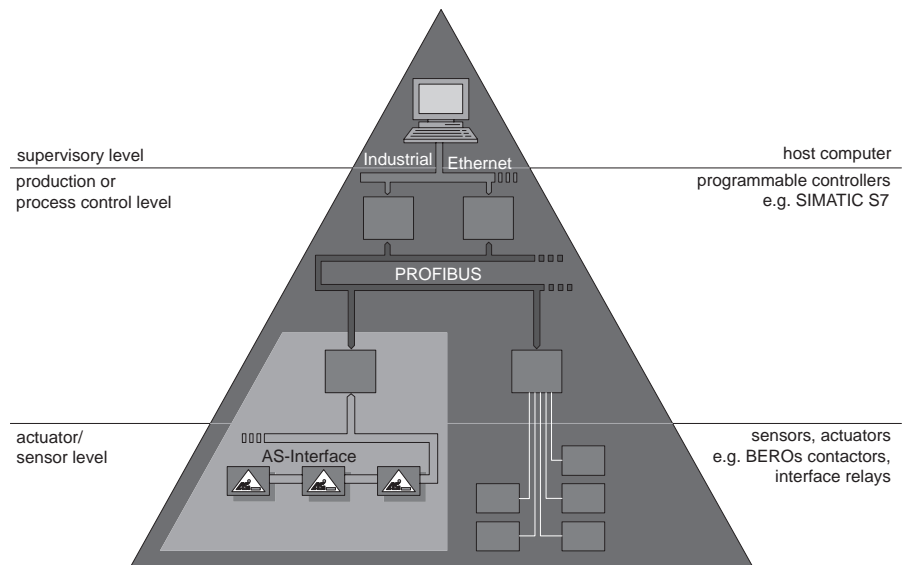 Industrial Ethernet
supervisory level
host computer
production or
process control level
programmable controllers
e.g. SIMATIC S7
PROFIBUS
actuator/
sensor level
sensors, actuators
e.g. BEROs contactors,
interface relays
AS-Interface